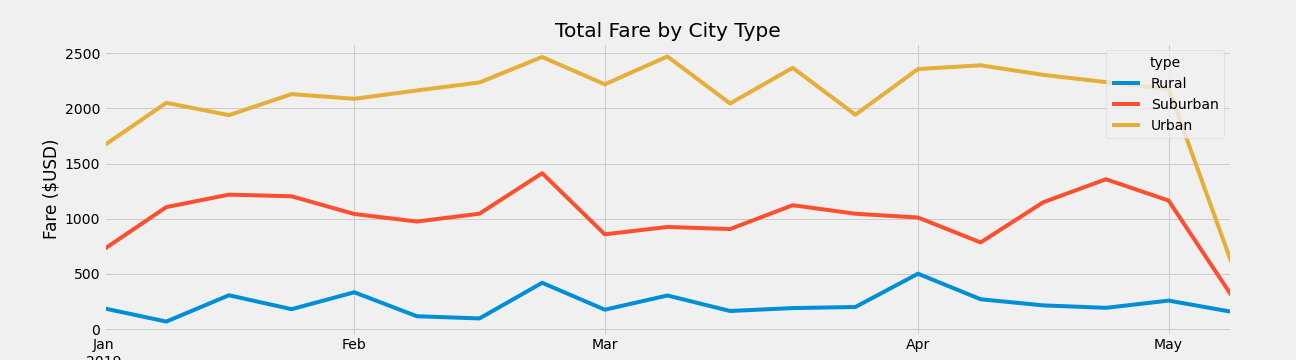 Total Fare by City Type
Fare ($USD)
2500
2000
1500
1000
500
0
type
Rural
Suburban
Urban
Jan
Feb
Mar
Apr
May
2019